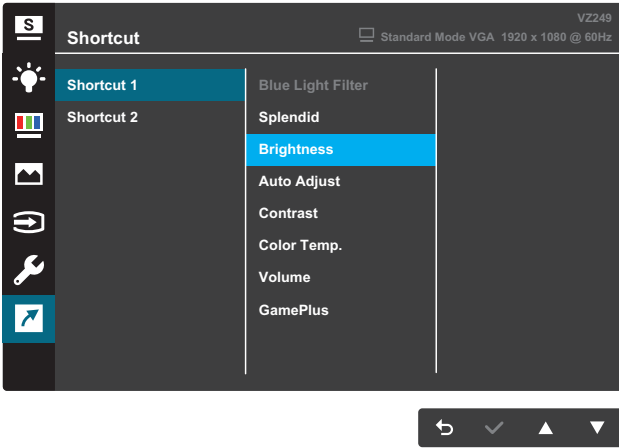 S
VZ249
Shortcut
Standard Mode VGA 1920 x 1080 @ 60Hz
Shortcut 1
Shortcut 2
Blue Light Filter
Splendid
Brightness
Auto Adjust
Contrast
Color Temp.
Volume
GamePlus